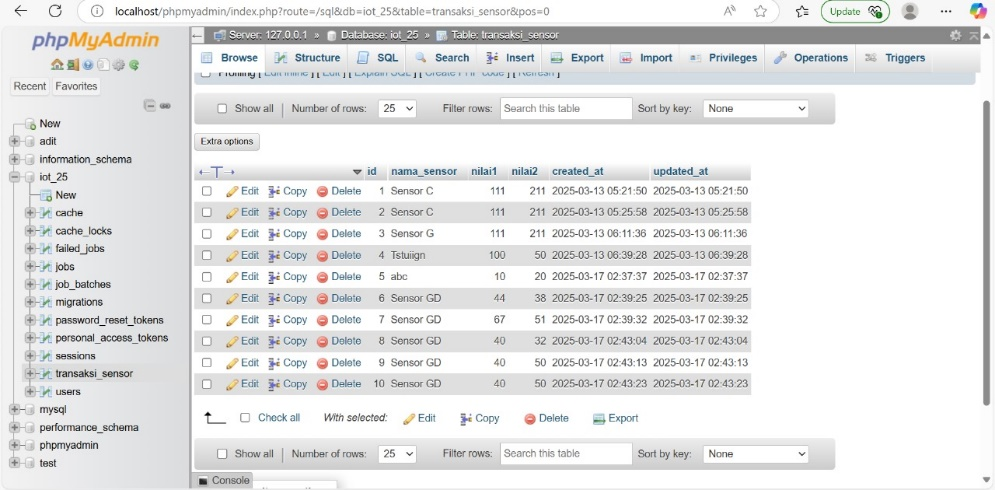 localhost/phpmyadmin/index.php?route=/sql&db=iot_25&table=transaksi_sensor&pos=0
Update
phpMyAdmin
Recent Favorites
New
adit
information_schema
iot_25
New
cache
cache_locks
failed_jobs
jobs
job_batches
migrations
password_reset_tokens
personal_access_tokens
sessions
transaksi_sensor
users
mysql
performance_schema
phpmyadmin
test
Server: 127.0.0.1 » Database: iot_25 » Table: transaksi_sensor
Browse Structure SQL Search Insert Export Import Privileges Operations Triggers
Profiling [ Edit inline ] [ Edit ] [ Explain SQL ] [ Create PHP code ] [ Refresh ]
Show all | Number of rows: 25 Filter rows: Search this table Sort by key: None
Extra options
id nama_sensor nilai1 nilai2 created_at updated_at
Edit Copy Delete 1 Sensor C 111 211 2025-03-13 05:21:50 2025-03-13 05:21:50
Edit Copy Delete 2 Sensor C 111 211 2025-03-13 05:25:58 2025-03-13 05:25:58
Edit Copy Delete 3 Sensor G 111 211 2025-03-13 06:11:36 2025-03-13 06:11:36
Edit Copy Delete 4 Tstuiign 100 50 2025-03-13 06:39:28 2025-03-13 06:39:28
Edit Copy Delete 5 abc 10 20 2025-03-17 02:37:37 2025-03-17 02:37:37
Edit Copy Delete 6 Sensor GD 44 38 2025-03-17 02:39:25 2025-03-17 02:39:25
Edit Copy Delete 7 Sensor GD 67 51 2025-03-17 02:39:32 2025-03-17 02:39:32
Edit Copy Delete 8 Sensor GD 40 32 2025-03-17 02:43:04 2025-03-17 02:43:04
Edit Copy Delete 9 Sensor GD 40 50 2025-03-17 02:43:13 2025-03-17 02:43:13
Edit Copy Delete 10 Sensor GD 40 50 2025-03-17 02:43:23 2025-03-17 02:43:23
Check all With selected: Edit Copy Delete Export
Show all | Number of rows: 25 Filter rows: Search this table Sort by key: None
Console